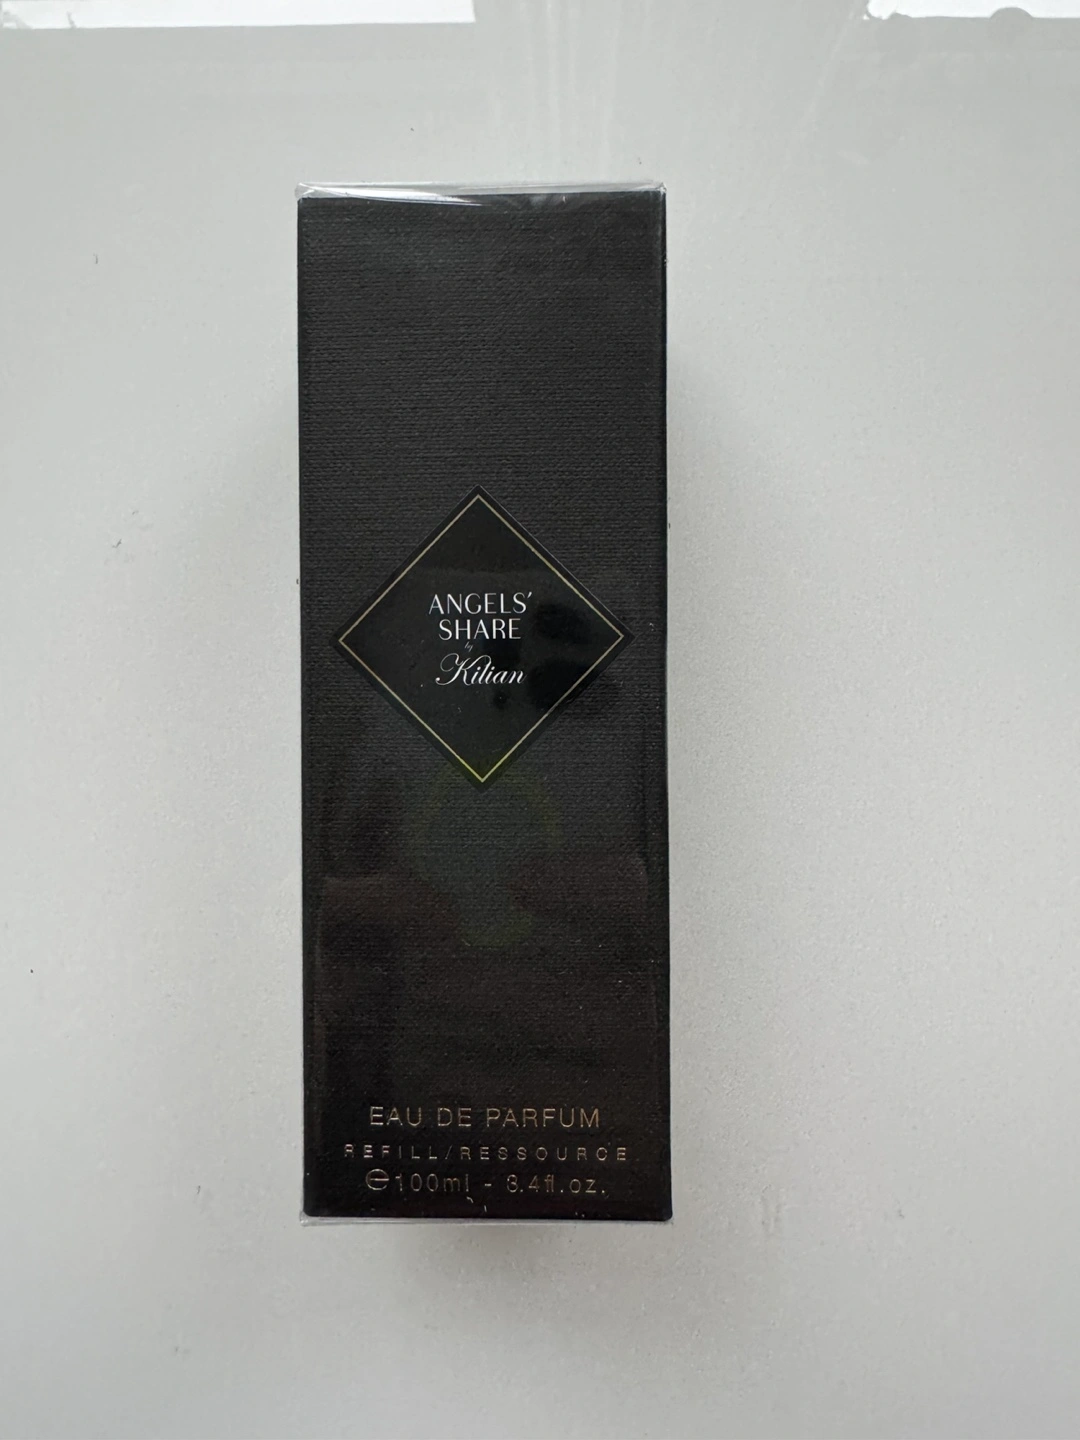 ANGELS'
SHARE
by
Kilian
EAU DE PARFUM
REFILL/RESSOURCE
℮100ml - 3.4fl.oz.